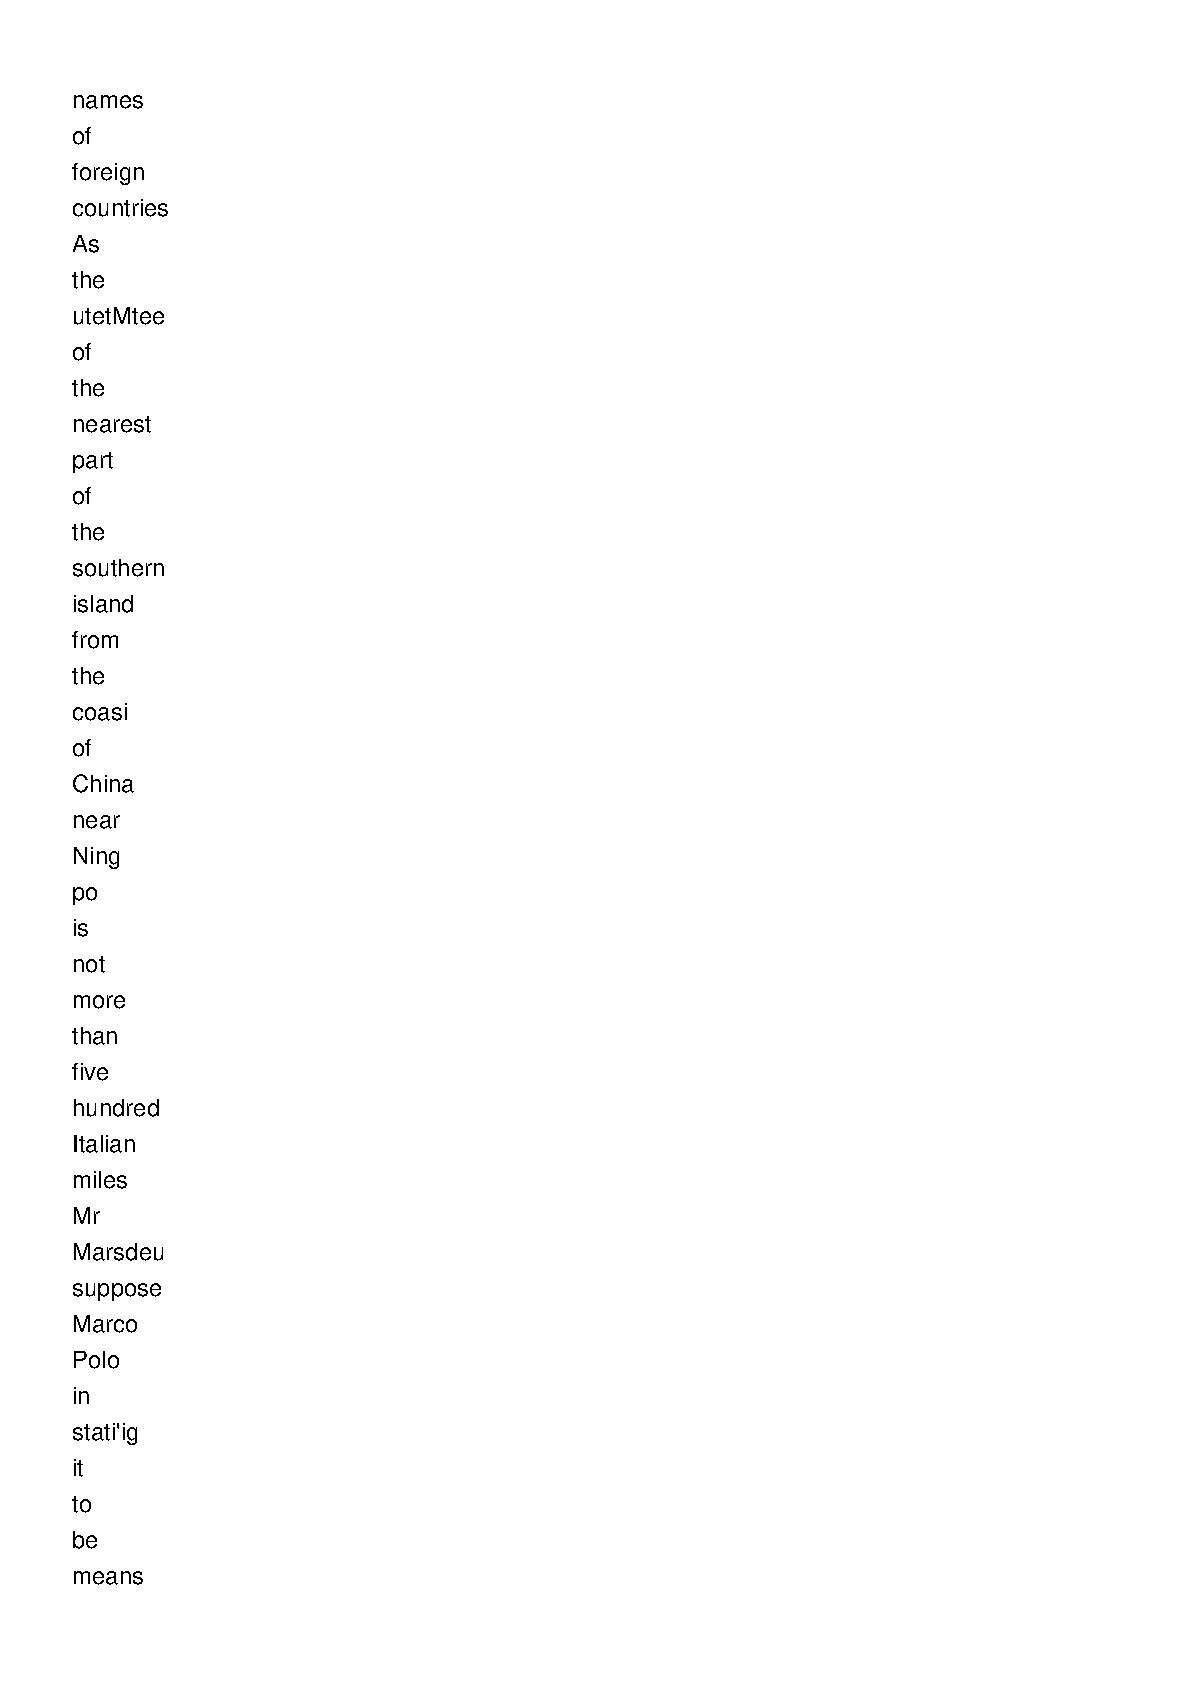 names
of
foreign
countries
As
the
utetMtee
of
the
nearest
part
of
the
southern
island
from
the
coasi
of
China
near
Ning
po
is
not
more
than
five
hundred
Italian
miles
Mr
Marsdeu
suppose
Marco
Polo
in
stati'ig
it
to
be
means